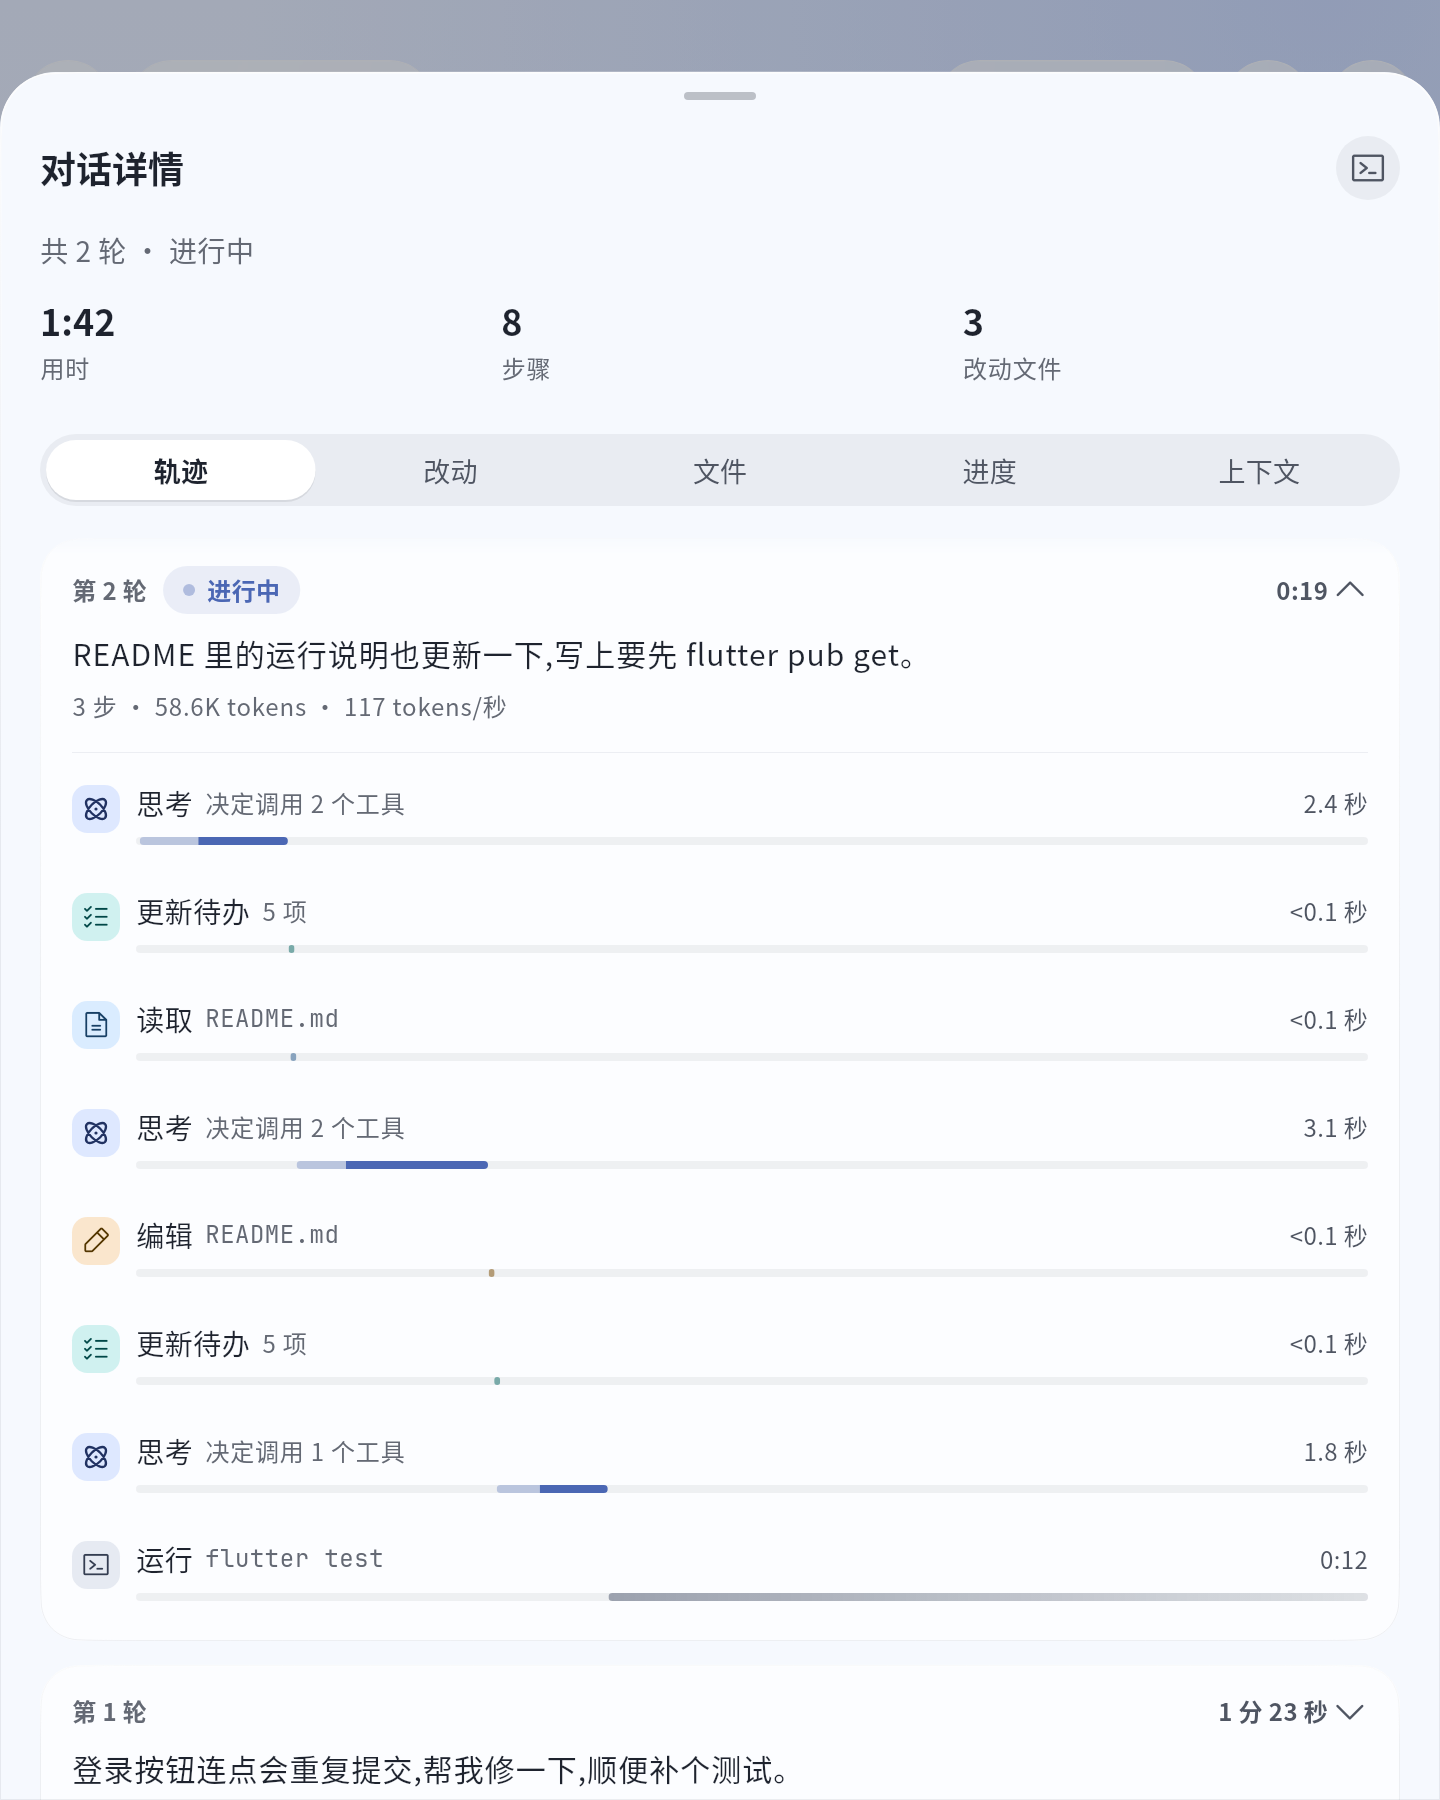 对话详情
共 2 轮 · 进行中
1:42
用时
8
步骤
3
改动文件
轨迹
改动
文件
进度
上下文
第 2 轮 进行中 0:19
README 里的运行说明也更新一下,写上要先 flutter pub get。
3 步 · 58.6K tokens · 117 tokens/秒
思考 决定调用 2 个工具 2.4 秒
更新待办 5 项 <0.1 秒
读取 README.md <0.1 秒
思考 决定调用 2 个工具 3.1 秒
编辑 README.md <0.1 秒
更新待办 5 项 <0.1 秒
思考 决定调用 1 个工具 1.8 秒
运行 flutter test 0:12
第 1 轮 1 分 23 秒
登录按钮连点会重复提交,帮我修一下,顺便补个测试。